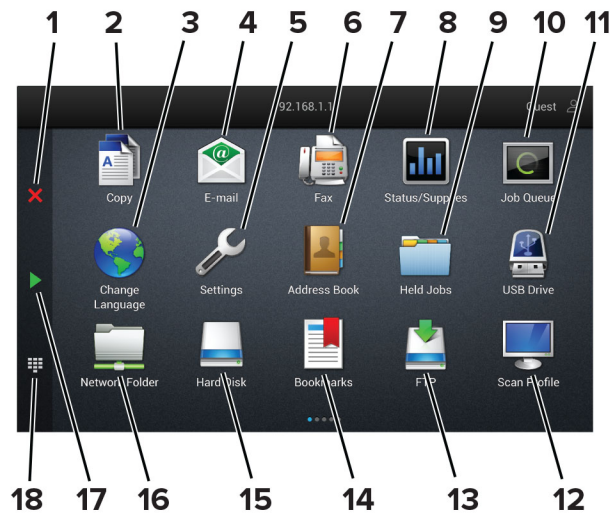 1 2 3 4 5 6 7 8 9 10 11
92.168.1.1 Guest
Copy E-mail Fax Status/Supplies Job Queue
Change
Language Settings Address Book Held Jobs USB Drive
Network Folder Hard Disk Bookmarks FTP Scan Profile
18 17 16 15 14 13 12